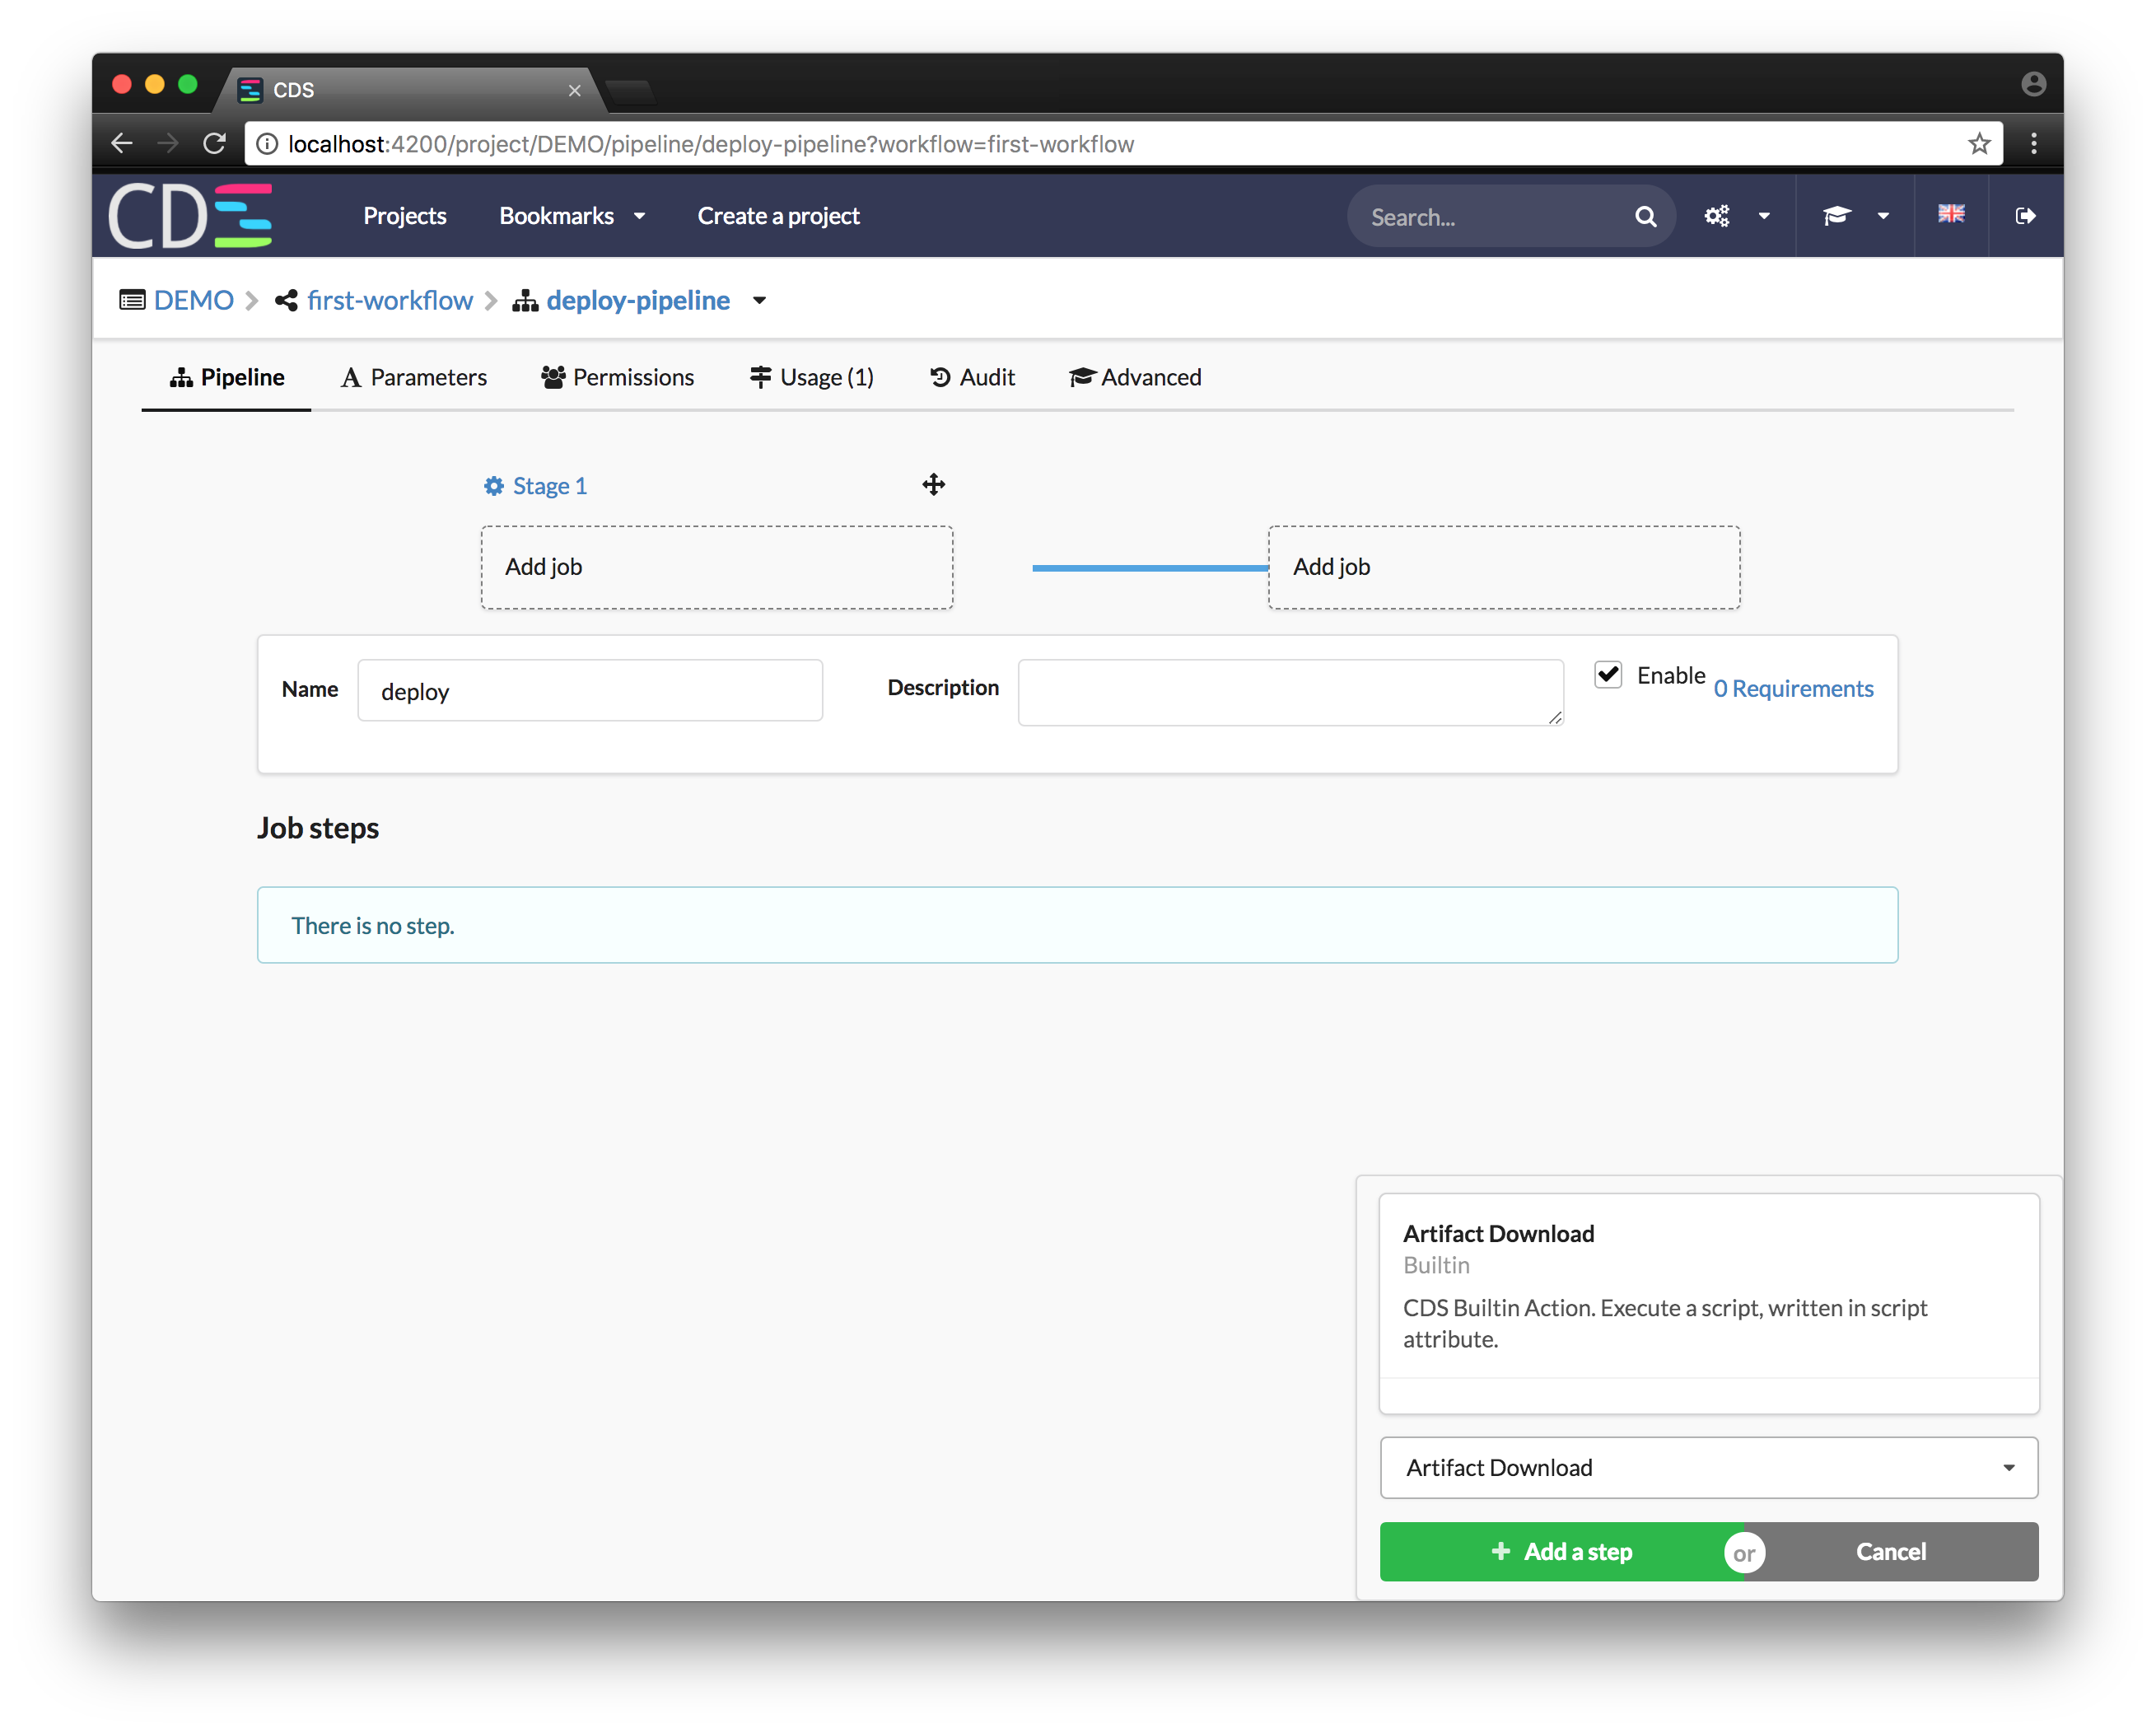 CDS
localhost:4200/project/DEMO/pipeline/deploy-pipeline?workflow=first-workflow
CDS Projects Bookmarks Create a project Search...
DEMO first-workflow deploy-pipeline
Pipeline Parameters Permissions Usage (1) Audit Advanced
Stage 1
Add job Add job
Name deploy Description Enable 0 Requirements
Job steps
There is no step.
Artifact Download
Builtin
CDS Builtin Action. Execute a script, written in script
attribute.
Artifact Download
Add a step or Cancel